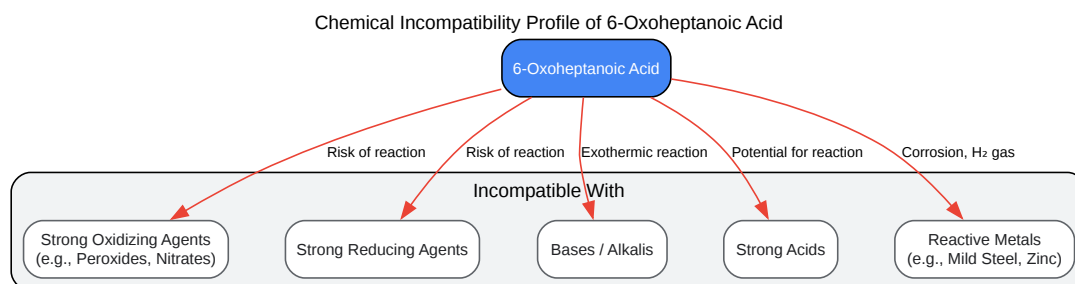 Chemical Incompatibility Profile of 6-Oxoheptanoic Acid
6-Oxoheptanoic Acid
Risk of reaction
Risk of reaction
Exothermic reaction
Potential for reaction
Corrosion, H₂ gas
Incompatible With
Strong Oxidizing Agents
(e.g., Peroxides, Nitrates)
Strong Reducing Agents
Bases / Alkalis
Strong Acids
Reactive Metals
(e.g., Mild Steel, Zinc)